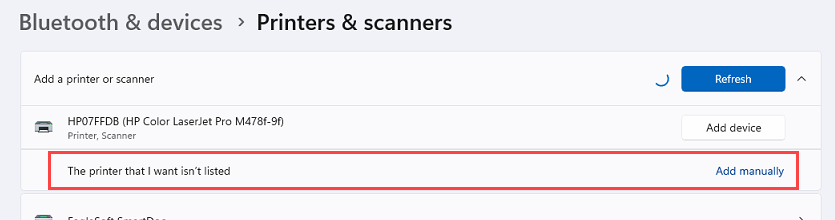 Bluetooth & devices > Printers & scanners
Add a printer or scanner Refresh
HP07FFDB (HP Color LaserJet Pro M478f-9f)
Printer, Scanner
Add device
The printer that I want isn't listed Add manually